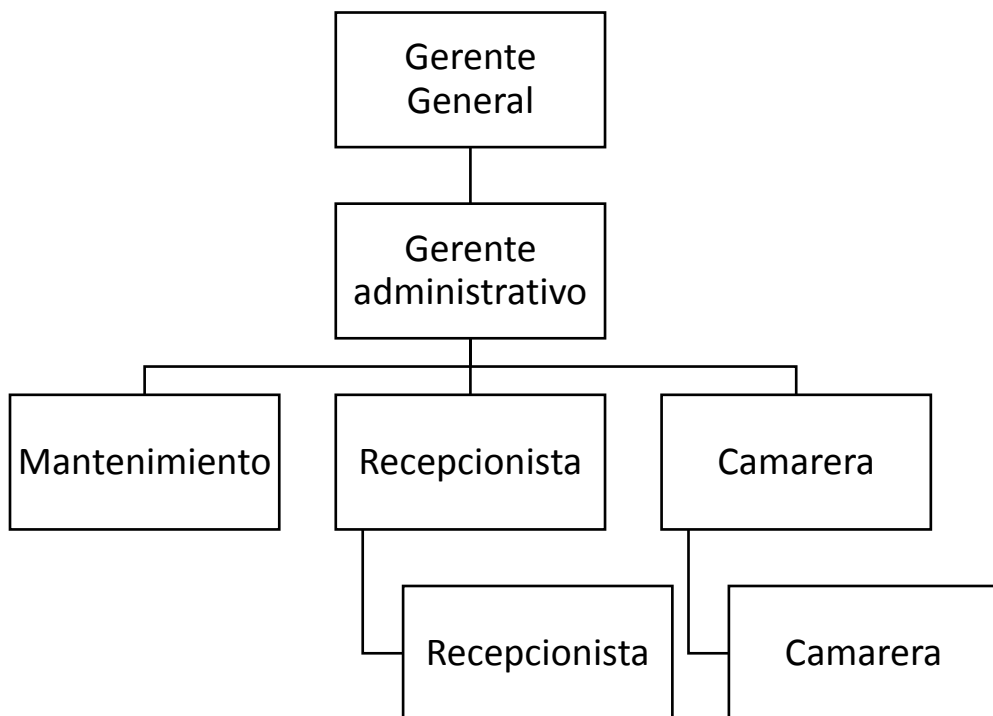 Gerente
General
Gerente
administrativo
Mantenimiento
Recepcionista
Camarera
Recepcionista
Camarera